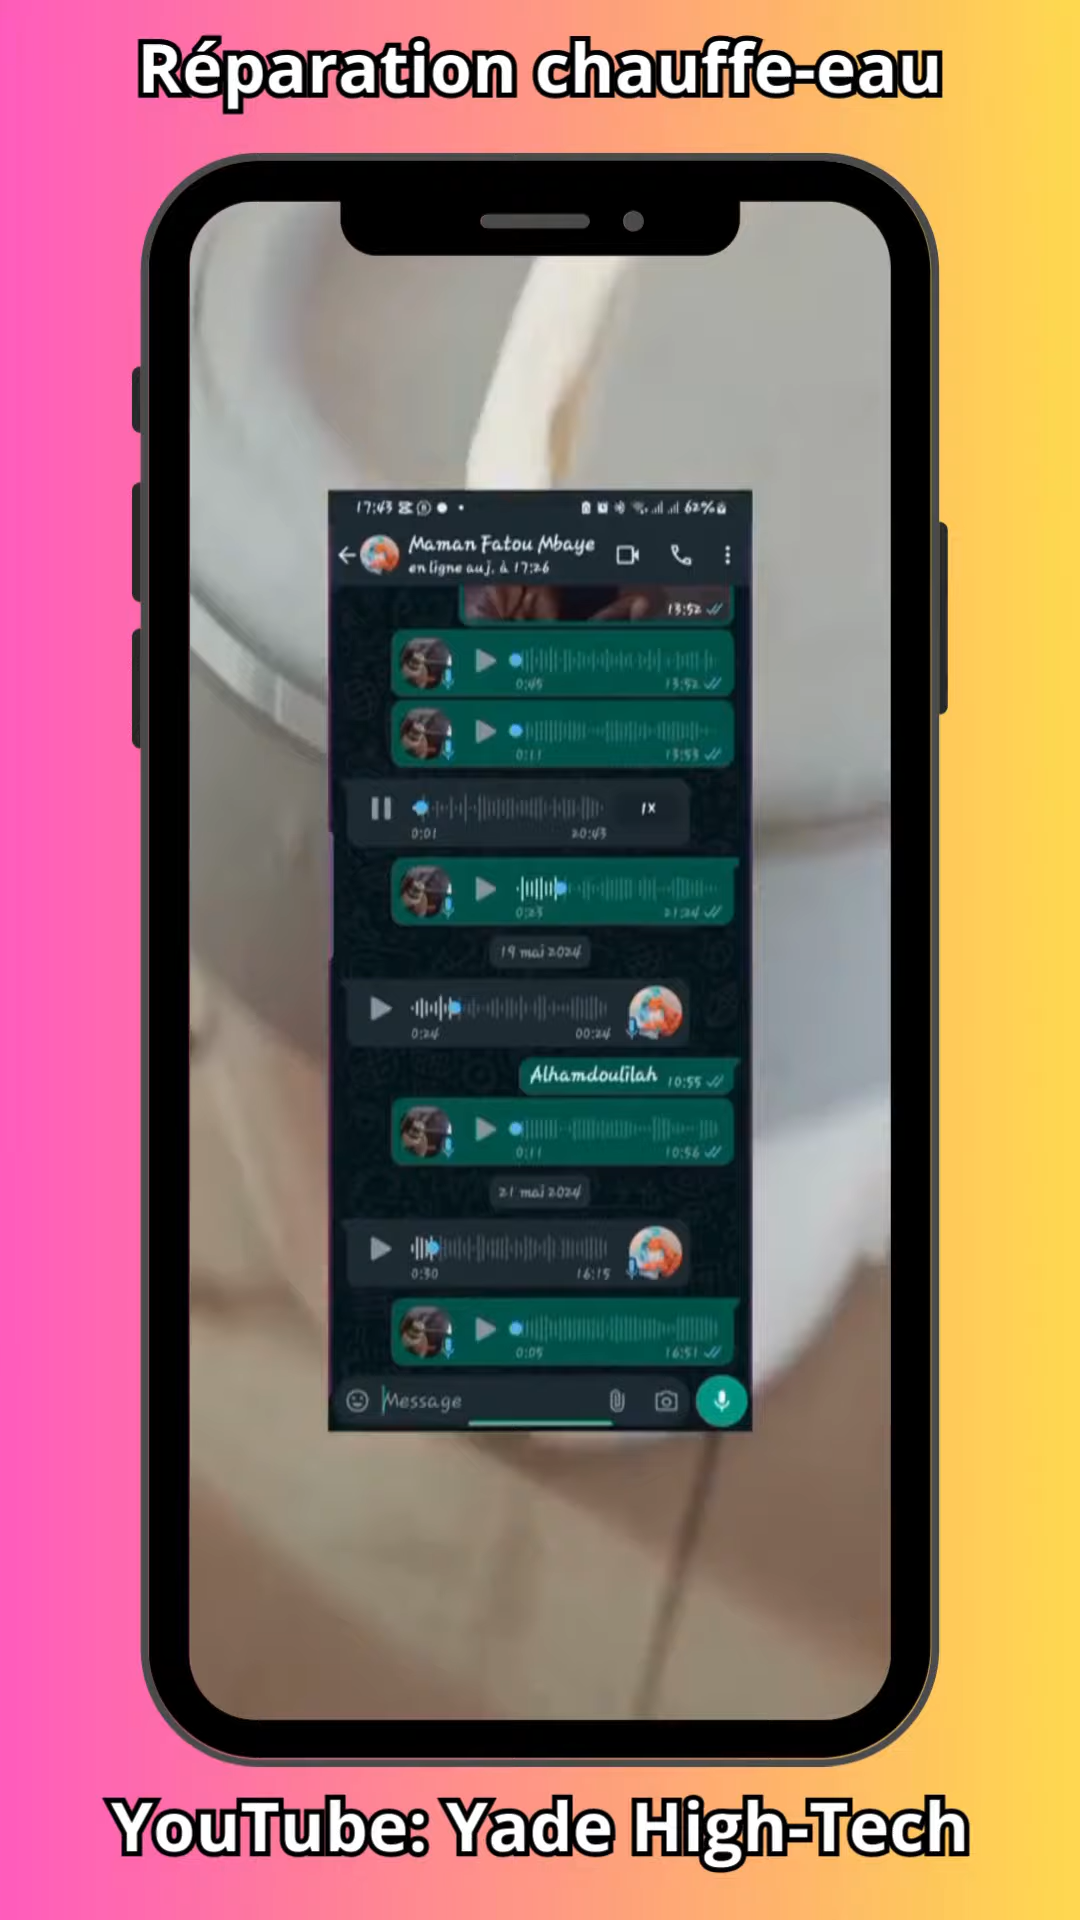 Réparation chauffe-eau
17:43 62%
Maman Fatou Mbaye
en ligne auj. à 17:26
13:52
0:45 13:52
0:11 13:53
1x
0:01 20:43
0:23 21:24
19 mai 2024
0:24 00:24
Alhamdoulilah 10:55
0:11 10:56
21 mai 2024
0:30 16:15
0:05 16:51
Message
YouTube: Yade High-Tech